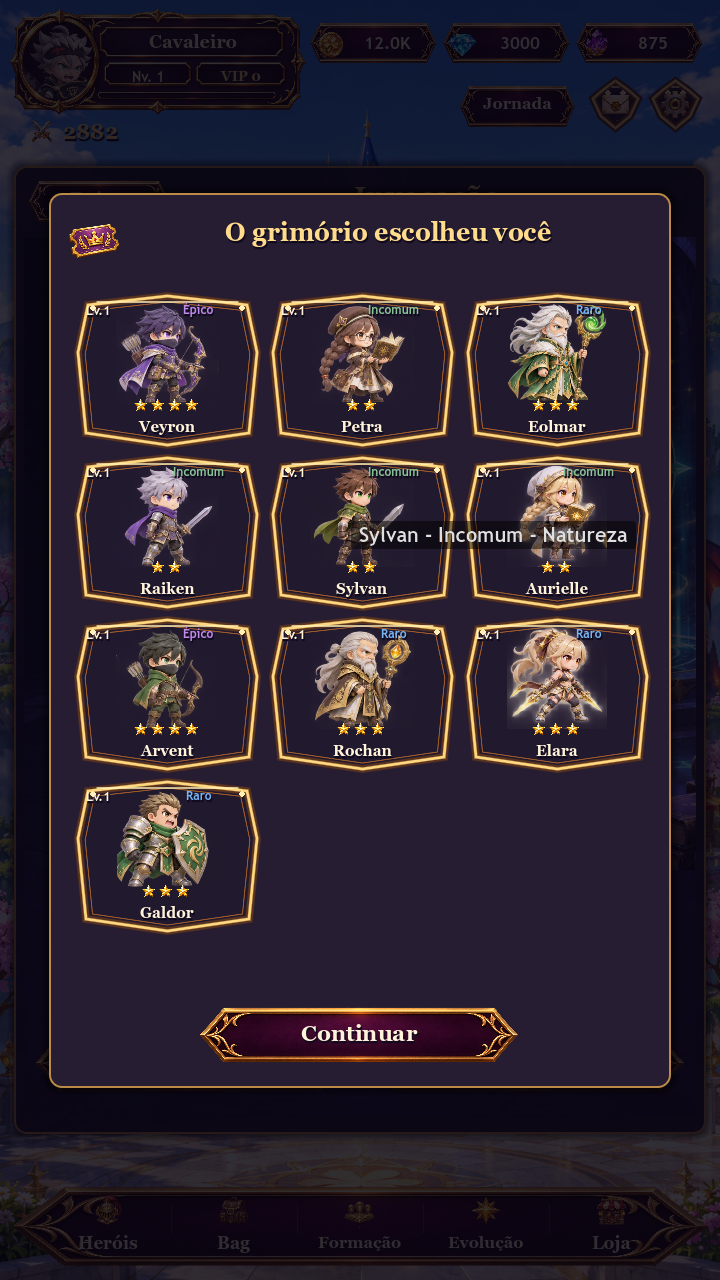 Cavaleiro
12.0K
3000
875
Nv. 1
VIP 0
Jornada
2882
O grimório escolheu você
Lv.1 Épico
Veyron
Lv.1 Incomum
Petra
Lv.1 Raro
Eolmar
Lv.1 Incomum
Raiken
Lv.1 Incomum
Sylvan
Lv.1 Incomum
Aurielle
Sylvan - Incomum - Natureza
Lv.1 Épico
Arvent
Lv.1 Raro
Rochan
Lv.1 Raro
Elara
Lv.1 Raro
Galdor
Continuar
Heróis
Bag
Formação
Evolução
Loja